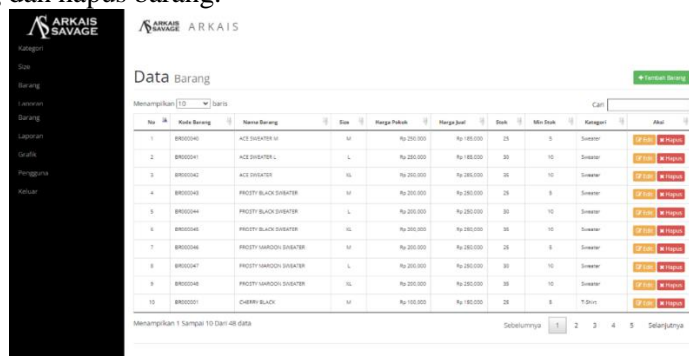 g dan hapus barang.
ARKAIS
SAVAGE
ARKAIS
SAVAGE
ARKAIS
Kategori
Size
Barang
Laporan
Barang
Laporan
Grafik
Pengguna
Keluar
Data Barang
Tambah Barang
Menampilkan 10 baris
Cari
No Kode Barang Nama Barang Size Harga Pokok Harga Jual Stok Min Stok Kategori Aksi
1 BR000040 ACE SWEATER M M Rp 250.000 Rp 185.000 25 5 Sweater Edit Hapus
2 BR000041 ACE SWEATER L L Rp 250.000 Rp 285.000 30 10 Sweater Edit Hapus
3 BR000042 ACE SWEATER XL Rp 250.000 Rp 285.000 30 10 Sweater Edit Hapus
4 BR000043 FROSTY BLACK SWEATER M Rp 200.000 Rp 250.000 25 5 Sweater Edit Hapus
5 BR000044 FROSTY BLACK SWEATER L Rp 200.000 Rp 250.000 30 10 Sweater Edit Hapus
6 BR000045 FROSTY BLACK SWEATER XL Rp 200.000 Rp 250.000 30 10 Sweater Edit Hapus
7 BR000046 FROSTY MAROON SWEATER M Rp 200.000 Rp 250.000 25 5 Sweater Edit Hapus
8 BR000047 FROSTY MAROON SWEATER L Rp 200.000 Rp 250.000 30 10 Sweater Edit Hapus
9 BR000048 FROSTY MAROON SWEATER XL Rp 200.000 Rp 250.000 30 10 Sweater Edit Hapus
10 BR000001 CHERRY BLACK M Rp 100.000 Rp 150.000 25 5 T-Shirt Edit Hapus
Menampilkan 1 Sampai 10 Dari 48 data
Sebelumnya 1 2 3 4 5 Selanjutnya